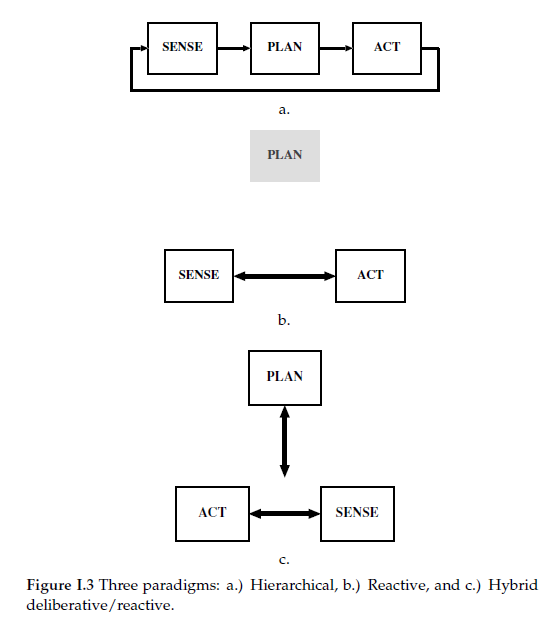 SENSE PLAN ACT
a.
PLAN
SENSE ACT
b.
PLAN
ACT SENSE
c.
Figure I.3 Three paradigms: a.) Hierarchical, b.) Reactive, and c.) Hybrid
deliberative/reactive.